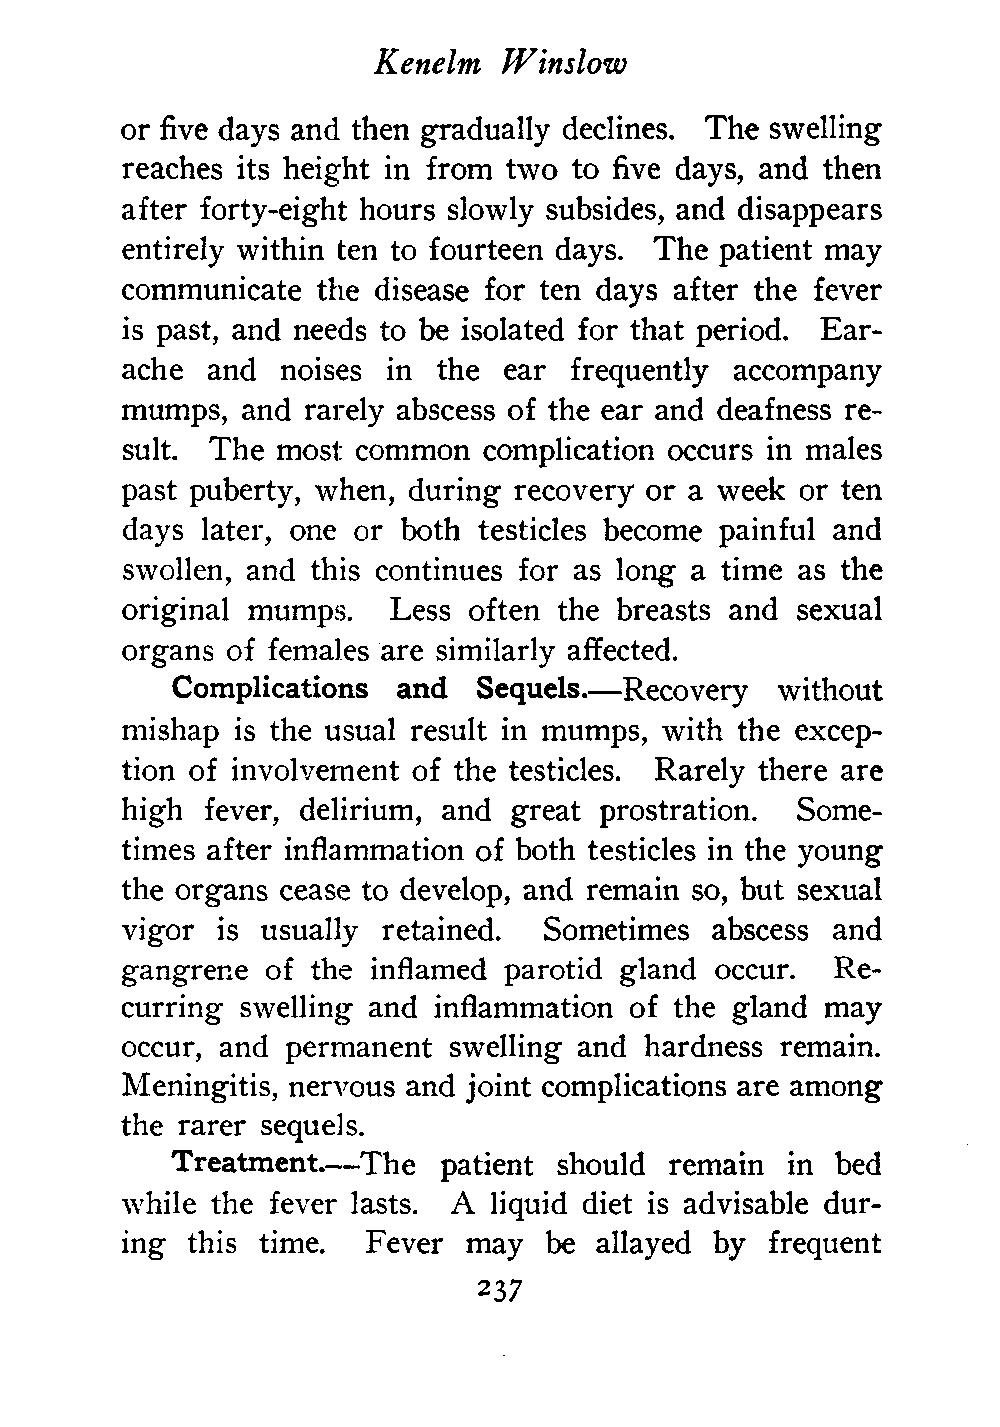 Kenelm Winslow
or five days and then gradually declines. The swelling
reaches its height in from two to five days, and then
after forty-eight hours slowly subsides, and disappears
entirely within ten to fourteen days. The patient may
communicate the disease for ten days after the fever
is past, and needs to be isolated for that period. Ear-
ache and noises in the ear frequently accompany
mumps, and rarely abscess of the ear and deafness re-
sult. The most common complication occurs in males
past puberty, when, during recovery or a week or ten
days later, one or both testicles become painful and
swollen, and this continues for as long a time as the
original mumps. Less often the breasts and sexual
organs of females are similarly affected.
Complications and Sequels.—Recovery without
mishap is the usual result in mumps, with the excep-
tion of involvement of the testicles. Rarely there are
high fever, delirium, and great prostration. Some-
times after inflammation of both testicles in the young
the organs cease to develop, and remain so, but sexual
vigor is usually retained. Sometimes abscess and
gangrene of the inflamed parotid gland occur. Re-
curring swelling and inflammation of the gland may
occur, and permanent swelling and hardness remain.
Meningitis, nervous and joint complications are among
the rarer sequels.
Treatment.—The patient should remain in bed
while the fever lasts. A liquid diet is advisable dur-
ing this time. Fever may be allayed by frequent
237